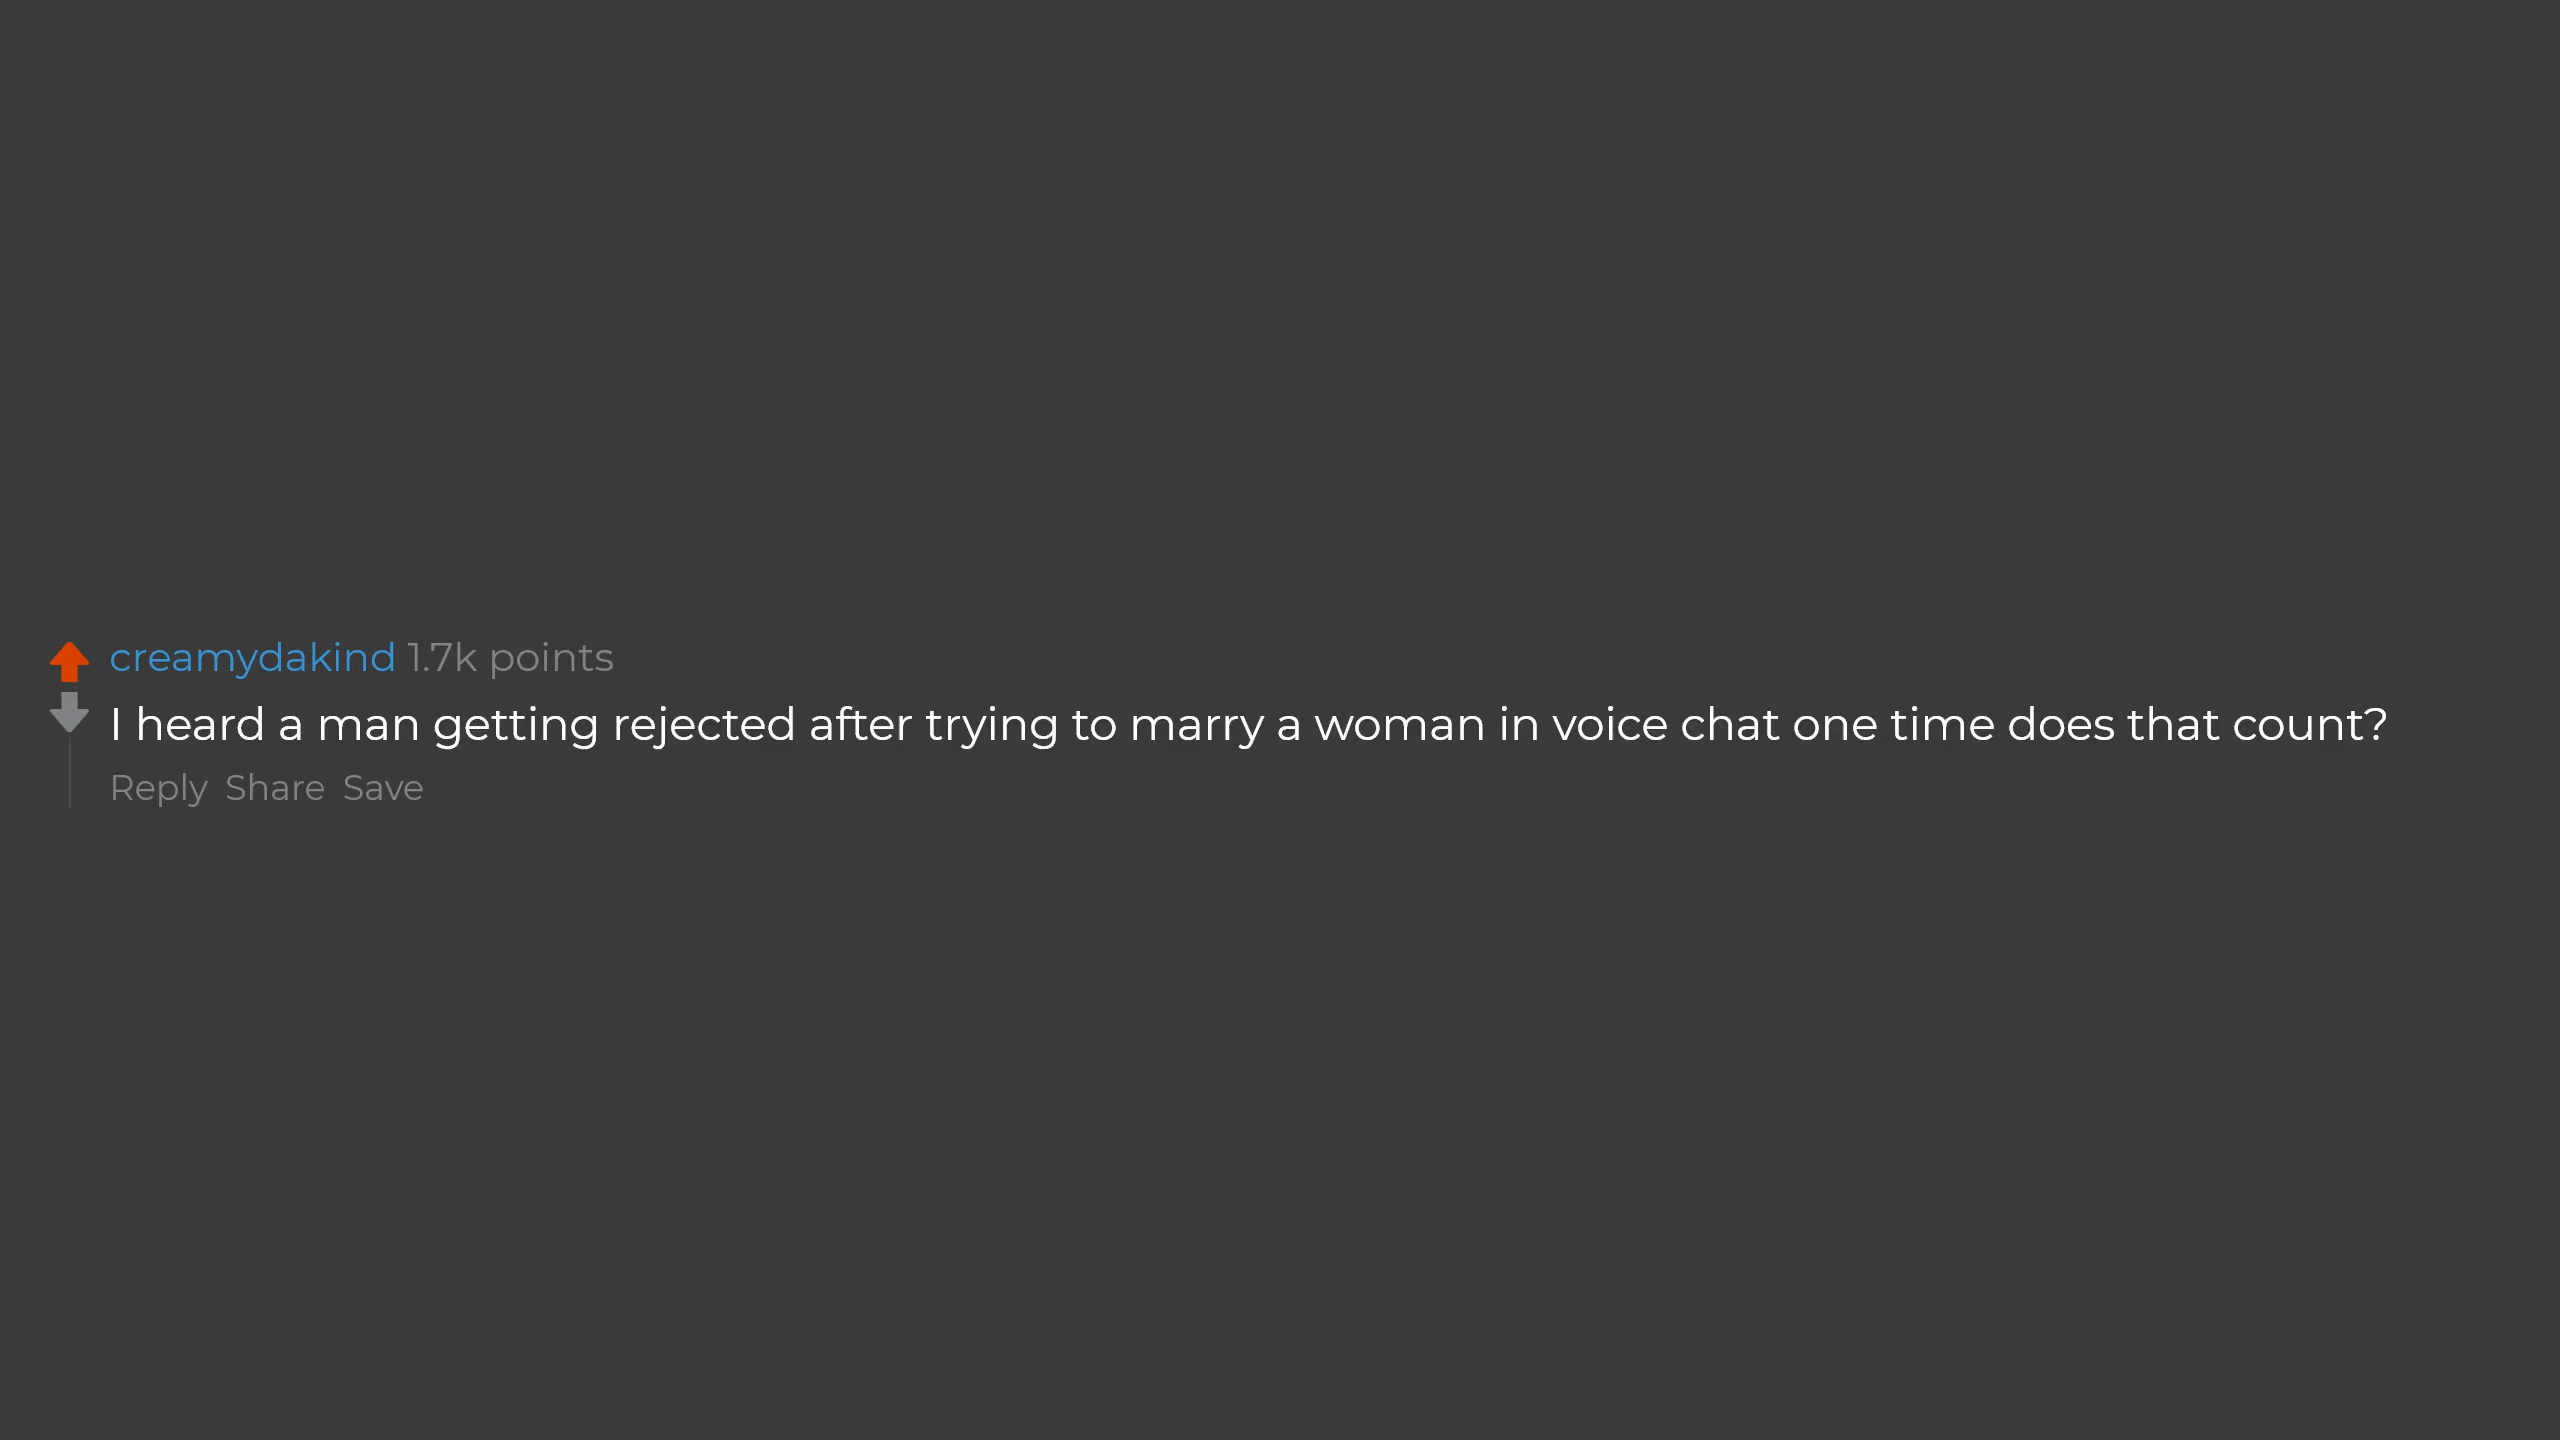 creamydakind 1.7k points
I heard a man getting rejected after trying to marry a woman in voice chat one time does that count?
Reply Share Save